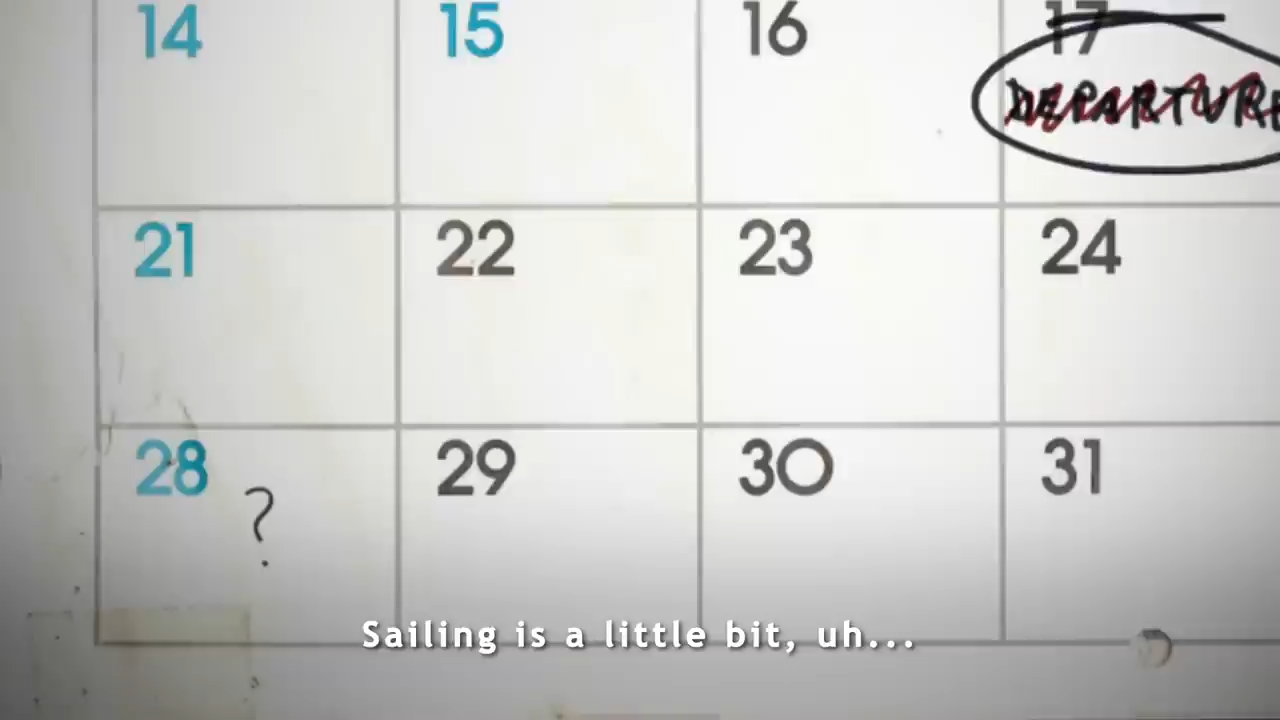 14 15 16 17
DEPARTURE
21 22 23 24
28 29 30 31
?
Sailing is a little bit, uh...